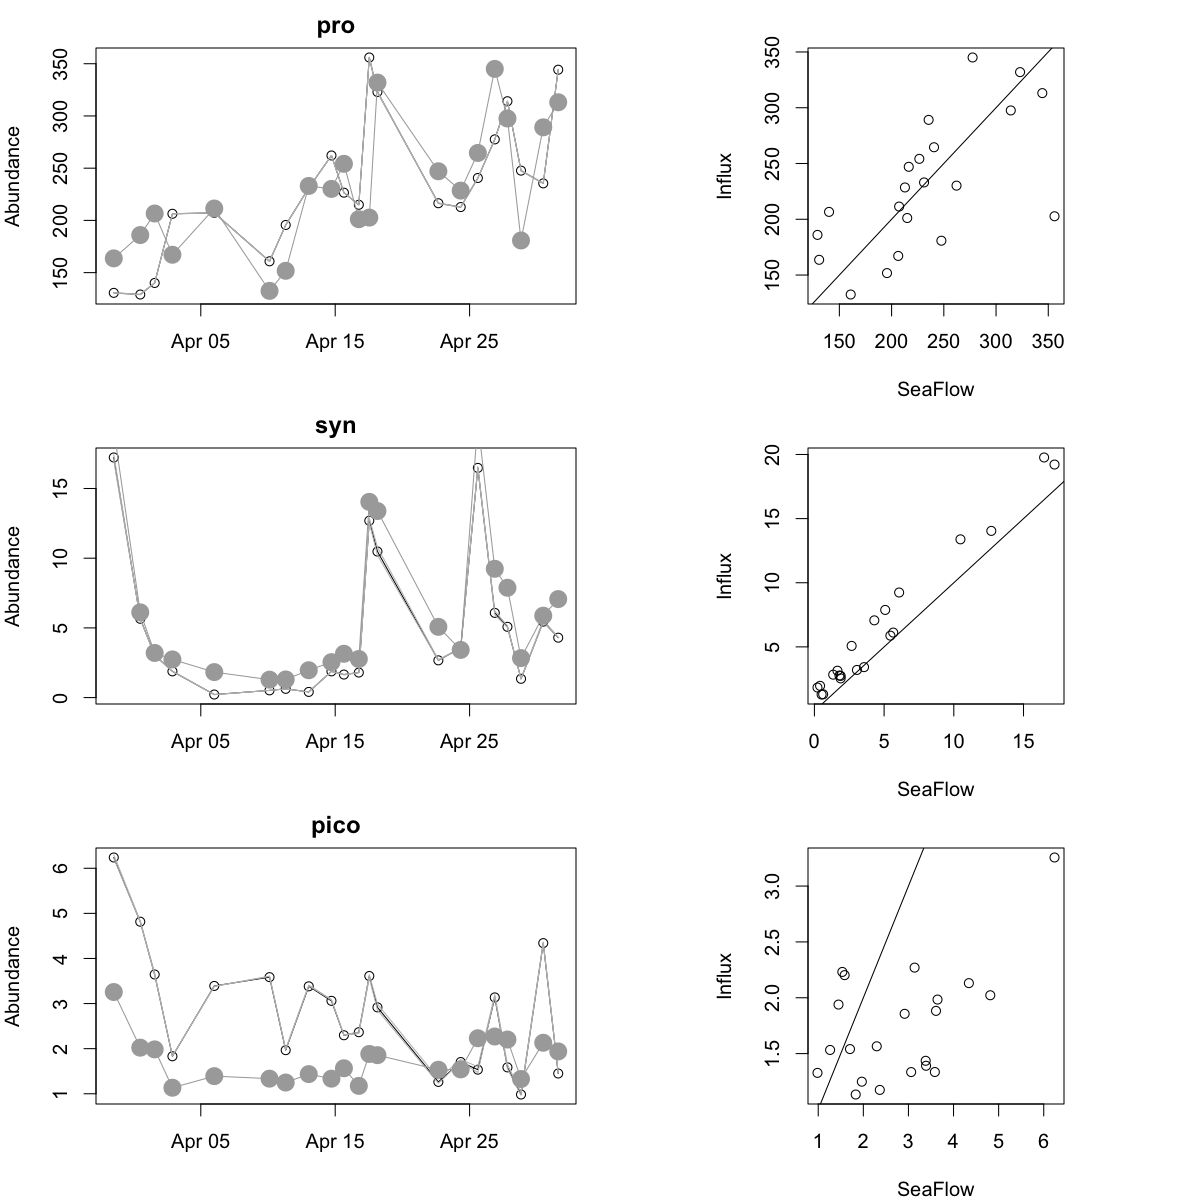 pro
Abundance
350
300
250
200
150
Apr 05 Apr 15 Apr 25
Influx
350
300
250
200
150
150 200 250 300 350
SeaFlow
syn
Abundance
15
10
5
0
Apr 05 Apr 15 Apr 25
Influx
20
15
10
5
0 5 10 15
SeaFlow
pico
Abundance
6
5
4
3
2
1
Apr 05 Apr 15 Apr 25
Influx
3.0
2.5
2.0
1.5
1 2 3 4 5 6
SeaFlow